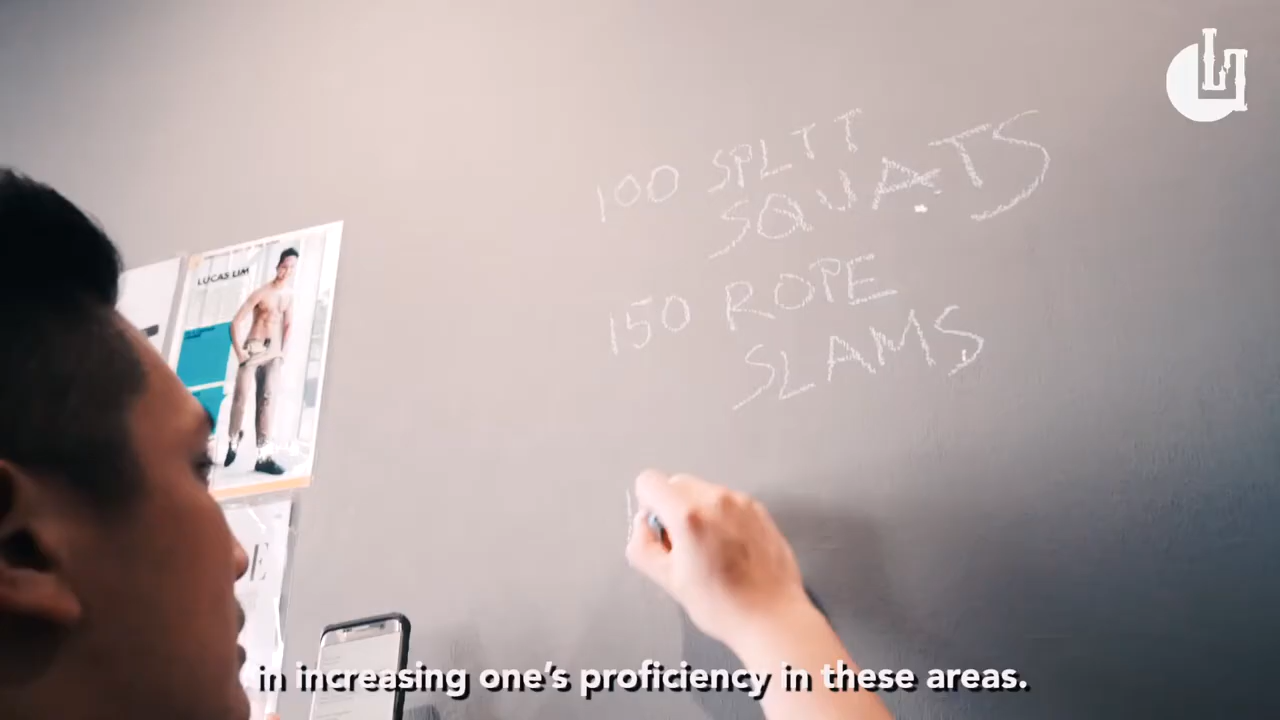 100 SPLIT
SQUATS
150 ROPE
SLAMS
LUCAS LIM
in increasing one's proficiency in these areas.